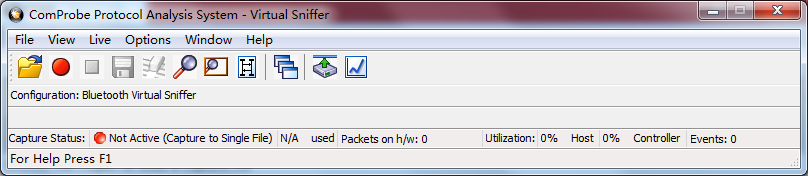 ComProbe Protocol Analysis System - Virtual Sniffer
File View Live Options Window Help
Configuration: Bluetooth Virtual Sniffer
Capture Status: Not Active (Capture to Single File) N/A used Packets on h/w: 0 Utilization: 0% Host 0% Controller Events: 0
For Help Press F1